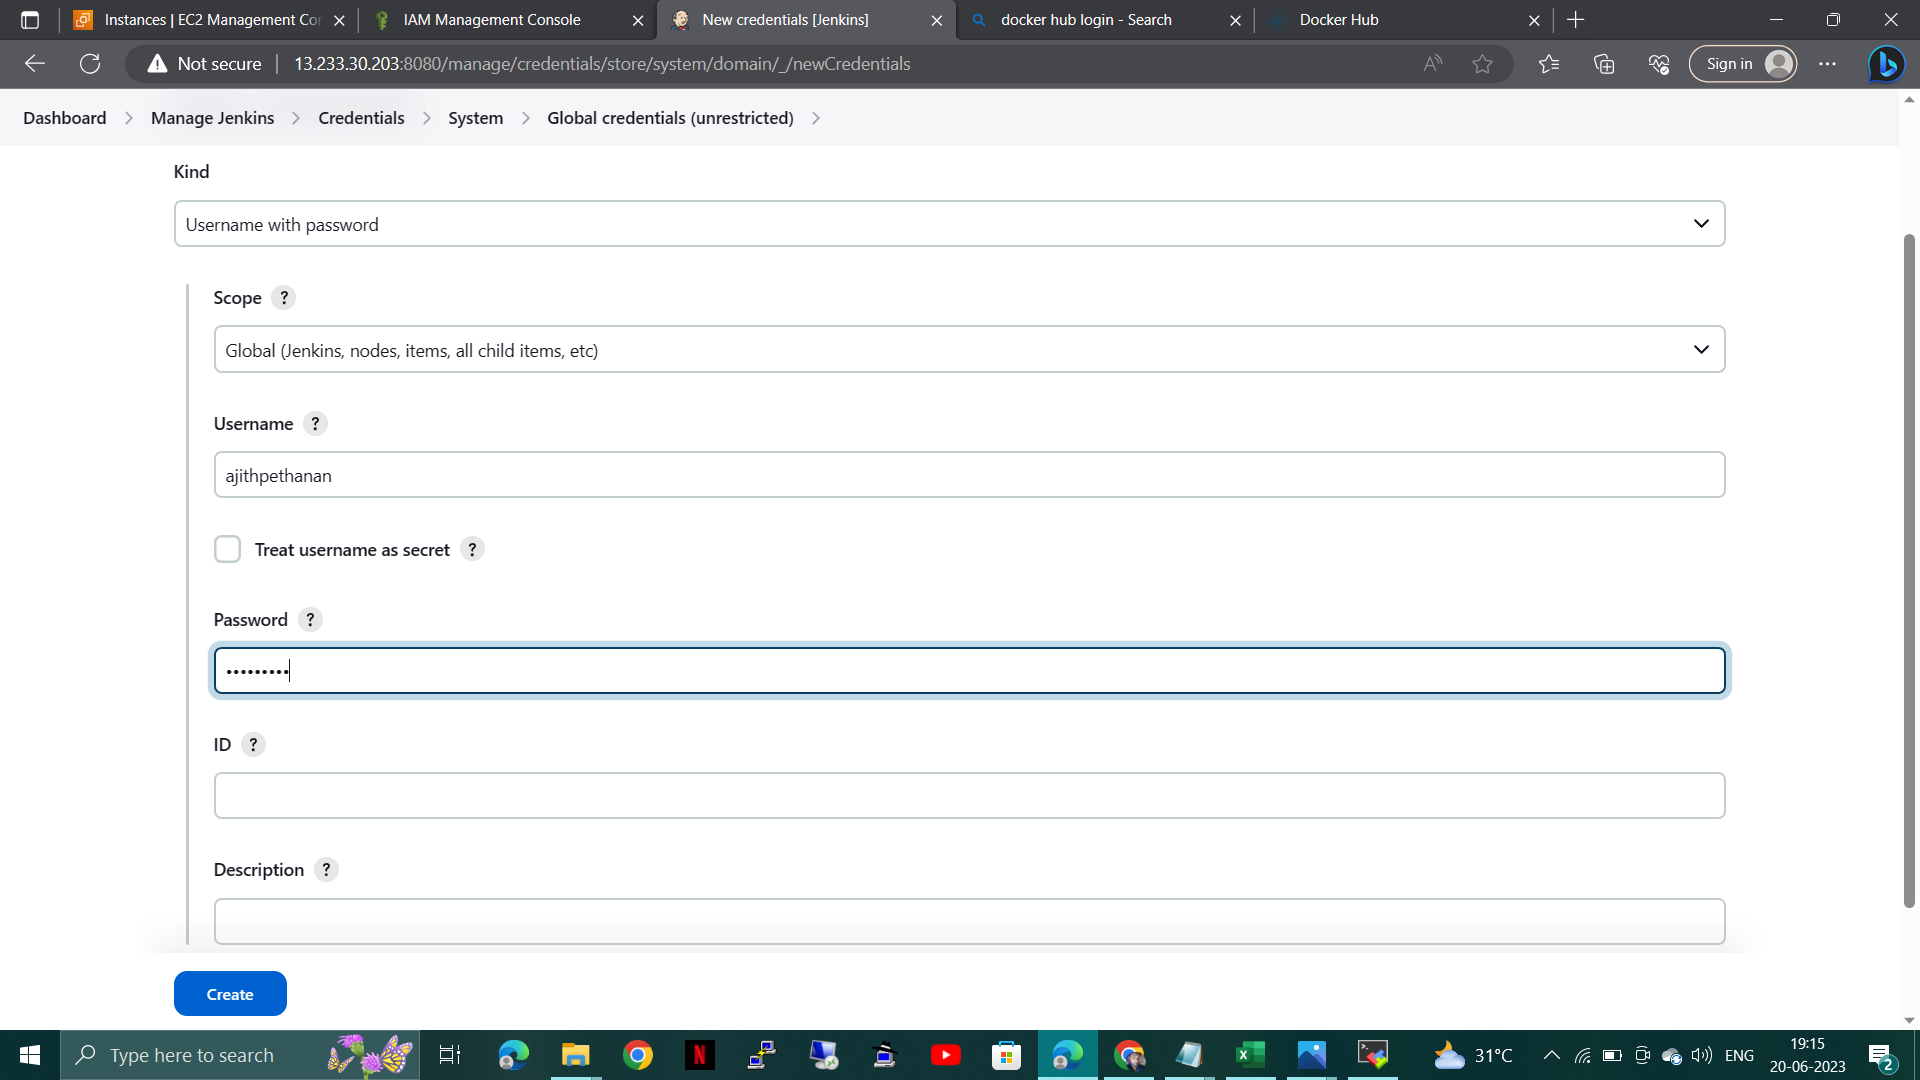 Instances | EC2 Management Cor
IAM Management Console
New credentials [Jenkins]
docker hub login - Search
Docker Hub
Not secure
13.233.30.203:8080/manage/credentials/store/system/domain/_/newCredentials
Sign in
Dashboard
Manage Jenkins
Credentials
System
Global credentials (unrestricted)
Kind
Username with password
Scope ?
Global (Jenkins, nodes, items, all child items, etc)
Username ?
ajithpethanan
Treat username as secret ?
Password ?
•••••••••
ID ?
Description ?
Create
Type here to search
31°C
ENG
19:15
20-06-2023
2